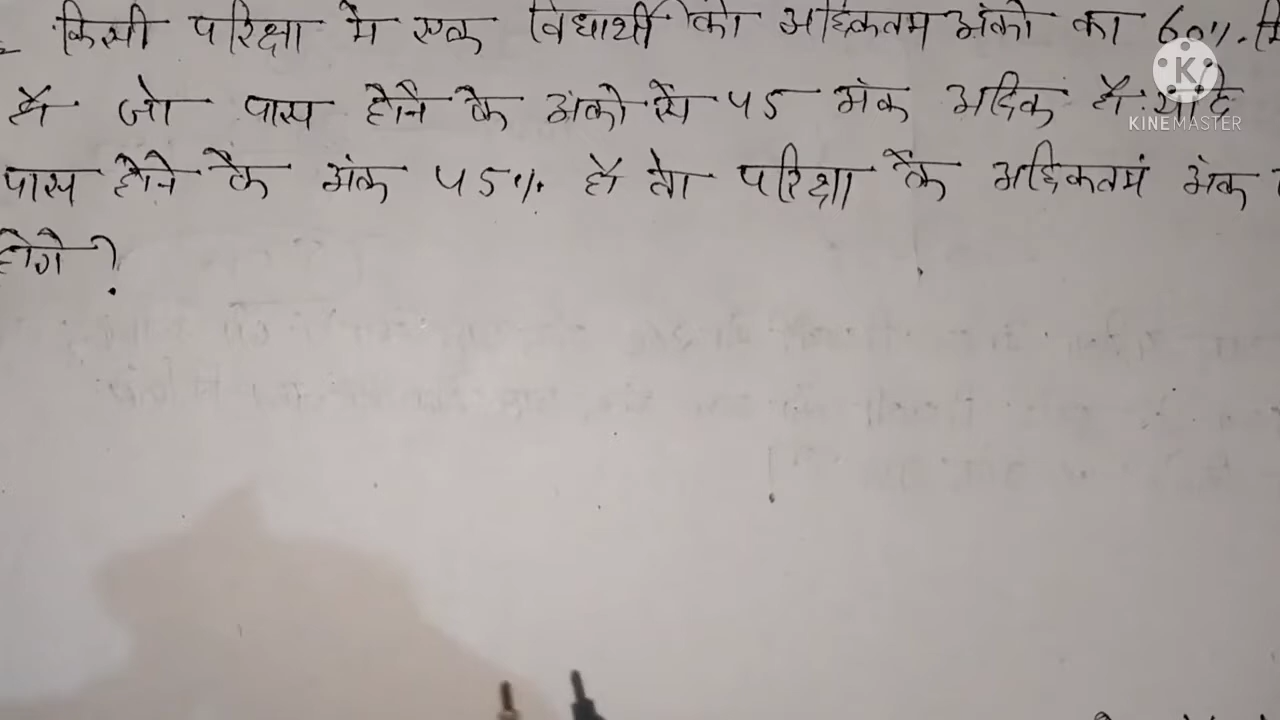 किसी परिक्षा मे एक विधार्थी को अधिकतम अंको का 60%
है जो पास होने के अंको से 45 अंक अधिक है यदि
पास होने के अंक 45% है तो परिक्षा के अधिकतम अंक
होगे ?
K
KINEMASTER